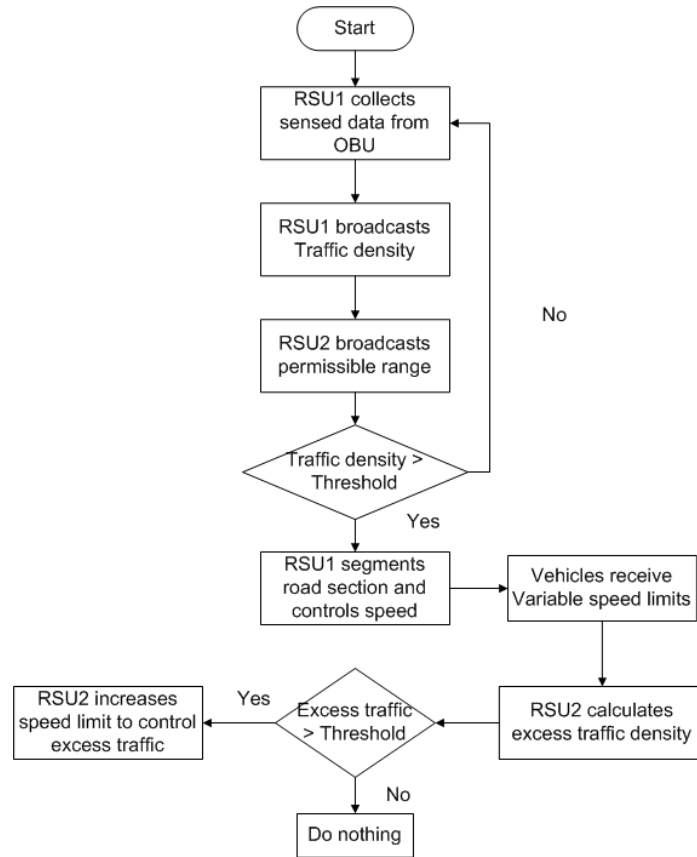 Start
RSU1 collects
sensed data from
OBU
RSU1 broadcasts
Traffic density
No
RSU2 broadcasts
permissible range
Traffic density >
Threshold
Yes
RSU1 segments
road section and
controls speed
Vehicles receive
Variable speed limits
RSU2 calculates
excess traffic density
Excess traffic
> Threshold
Yes
RSU2 increases
speed limit to control
excess traffic
No
Do nothing